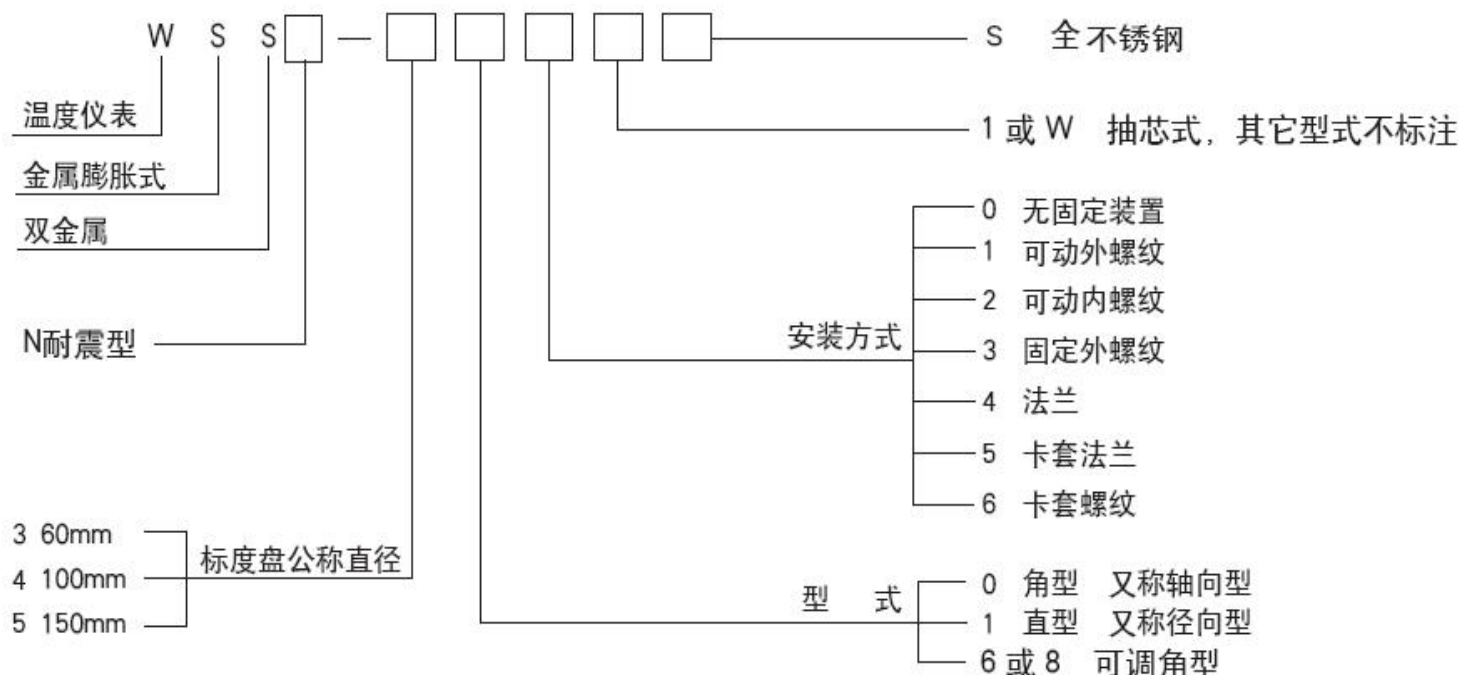 W S S — S 全不锈钢
温度仪表
1 或 W 抽芯式，其它型式不标注
金属膨胀式
双金属
N耐震型
安装方式
0 无固定装置
1 可动外螺纹
2 可动内螺纹
3 固定外螺纹
4 法兰
5 卡套法兰
6 卡套螺纹
3 60mm
4 100mm
5 150mm
标度盘公称直径
型 式
0 角型 又称轴向型
1 直型 又称径向型
6 或 8 可调角型